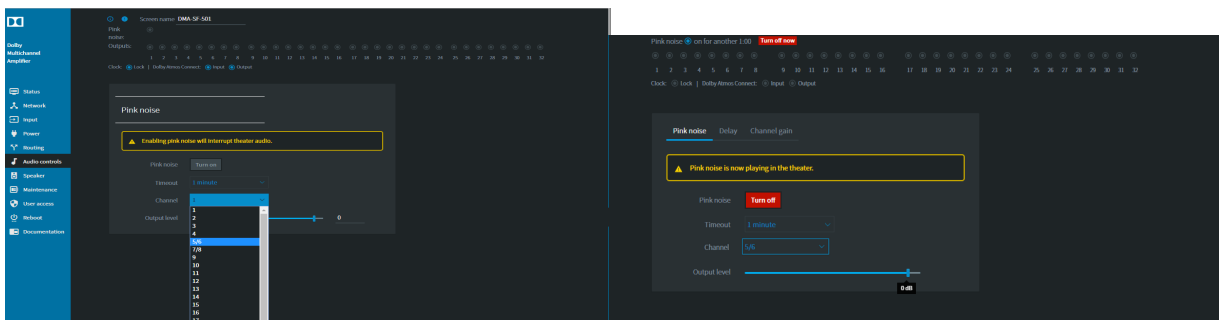 Screen name DMA-SF-501
Pink noise:
Outputs:
1 2 3 4 5 6 7 8 9 10 11 12 13 14 15 16 17 18 19 20 21 22 23 24 25 26 27 28 29 30 31 32
Clock: Lock | Dolby Atmos Connect: Input Output
Dolby
Multichannel
Amplifier
Status
Network
Input
Power
Routing
Audio controls
Speaker
Maintenance
User access
Reboot
Documentation
Pink noise
Enabling pink noise will interrupt theater audio.
Pink noise Turn on
Timeout 1 minute
Channel 1
Output level 0
1
2
3
4
5/6
7/8
9
10
11
12
13
14
15
16
17
Pink noise on for another 1:00 Turn off now
1 2 3 4 5 6 7 8 9 10 11 12 13 14 15 16 17 18 19 20 21 22 23 24 25 26 27 28 29 30 31 32
Clock: Lock | Dolby Atmos Connect: Input Output
Pink noise Delay Channel gain
Pink noise is now playing in the theater.
Pink noise Turn off
Timeout 1 minute
Channel 5/6
Output level
0 dB